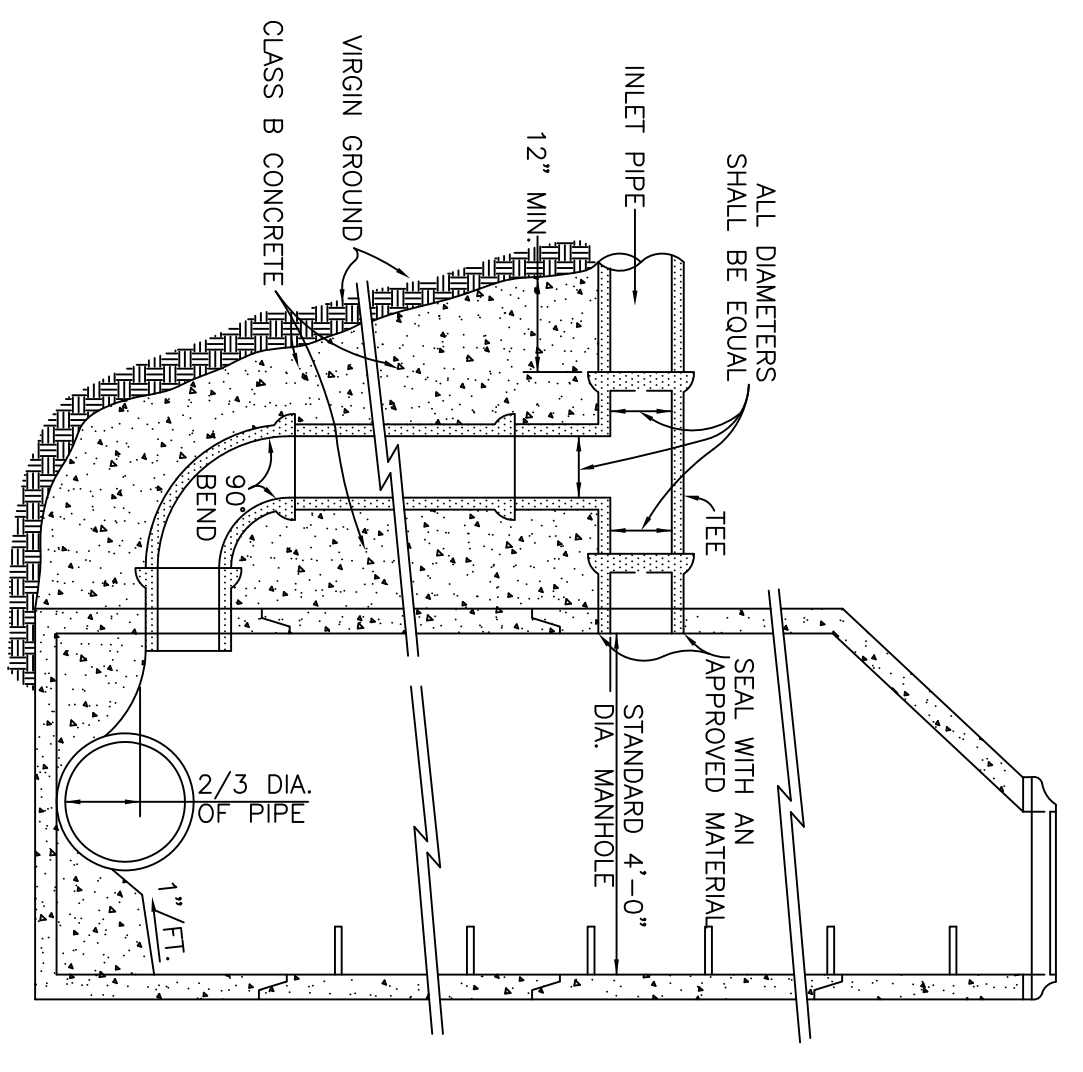 ALL DIAMETERS
SHALL BE EQUAL
INLET PIPE
12" MIN.
VIRGIN GROUND
CLASS B CONCRETE
TEE
90°
BEND
SEAL WITH AN
APPROVED MATERIAL
STANDARD 4'-0"
DIA. MANHOLE
2/3 DIA.
OF PIPE
1"/FT.